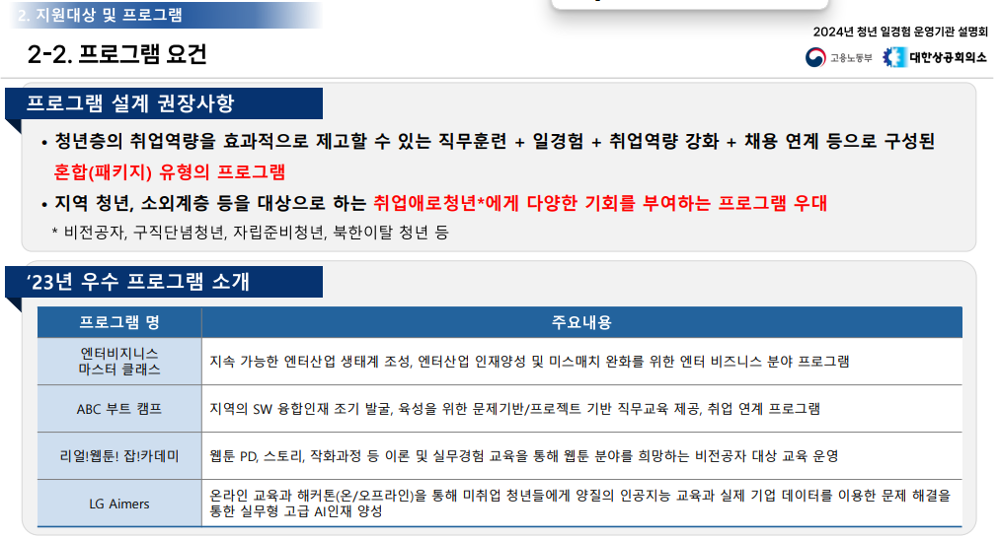 2. 지원대상 및 프로그램
2-2. 프로그램 요건
2024년 청년 일경험 운영기관 설명회
고용노동부 대한상공회의소
프로그램 설계 권장사항
• 청년층의 취업역량을 효과적으로 제고할 수 있는 직무훈련 + 일경험 + 취업역량 강화 + 채용 연계 등으로 구성된
혼합(패키지) 유형의 프로그램
• 지역 청년, 소외계층 등을 대상으로 하는 취업애로청년*에게 다양한 기회를 부여하는 프로그램 우대
* 비전공자, 구직단념청년, 자립준비청년, 북한이탈 청년 등
‘23년 우수 프로그램 소개
프로그램 명 주요내용
엔터비지니스
마스터 클래스
지속 가능한 엔터산업 생태계 조성, 엔터산업 인재양성 및 미스매치 완화를 위한 엔터 비즈니스 분야 프로그램
ABC 부트 캠프
지역의 SW 융합인재 조기 발굴, 육성을 위한 문제기반/프로젝트 기반 직무교육 제공, 취업 연계 프로그램
리얼!웹툰! 잡!카데미
웹툰 PD, 스토리, 작화과정 등 이론 및 실무경험 교육을 통해 웹툰 분야를 희망하는 비전공자 대상 교육 운영
LG Aimers
온라인 교육과 해커톤(온/오프라인)을 통해 미취업 청년들에게 양질의 인공지능 교육과 실제 기업 데이터를 이용한 문제 해결을
통한 실무형 고급 AI인재 양성